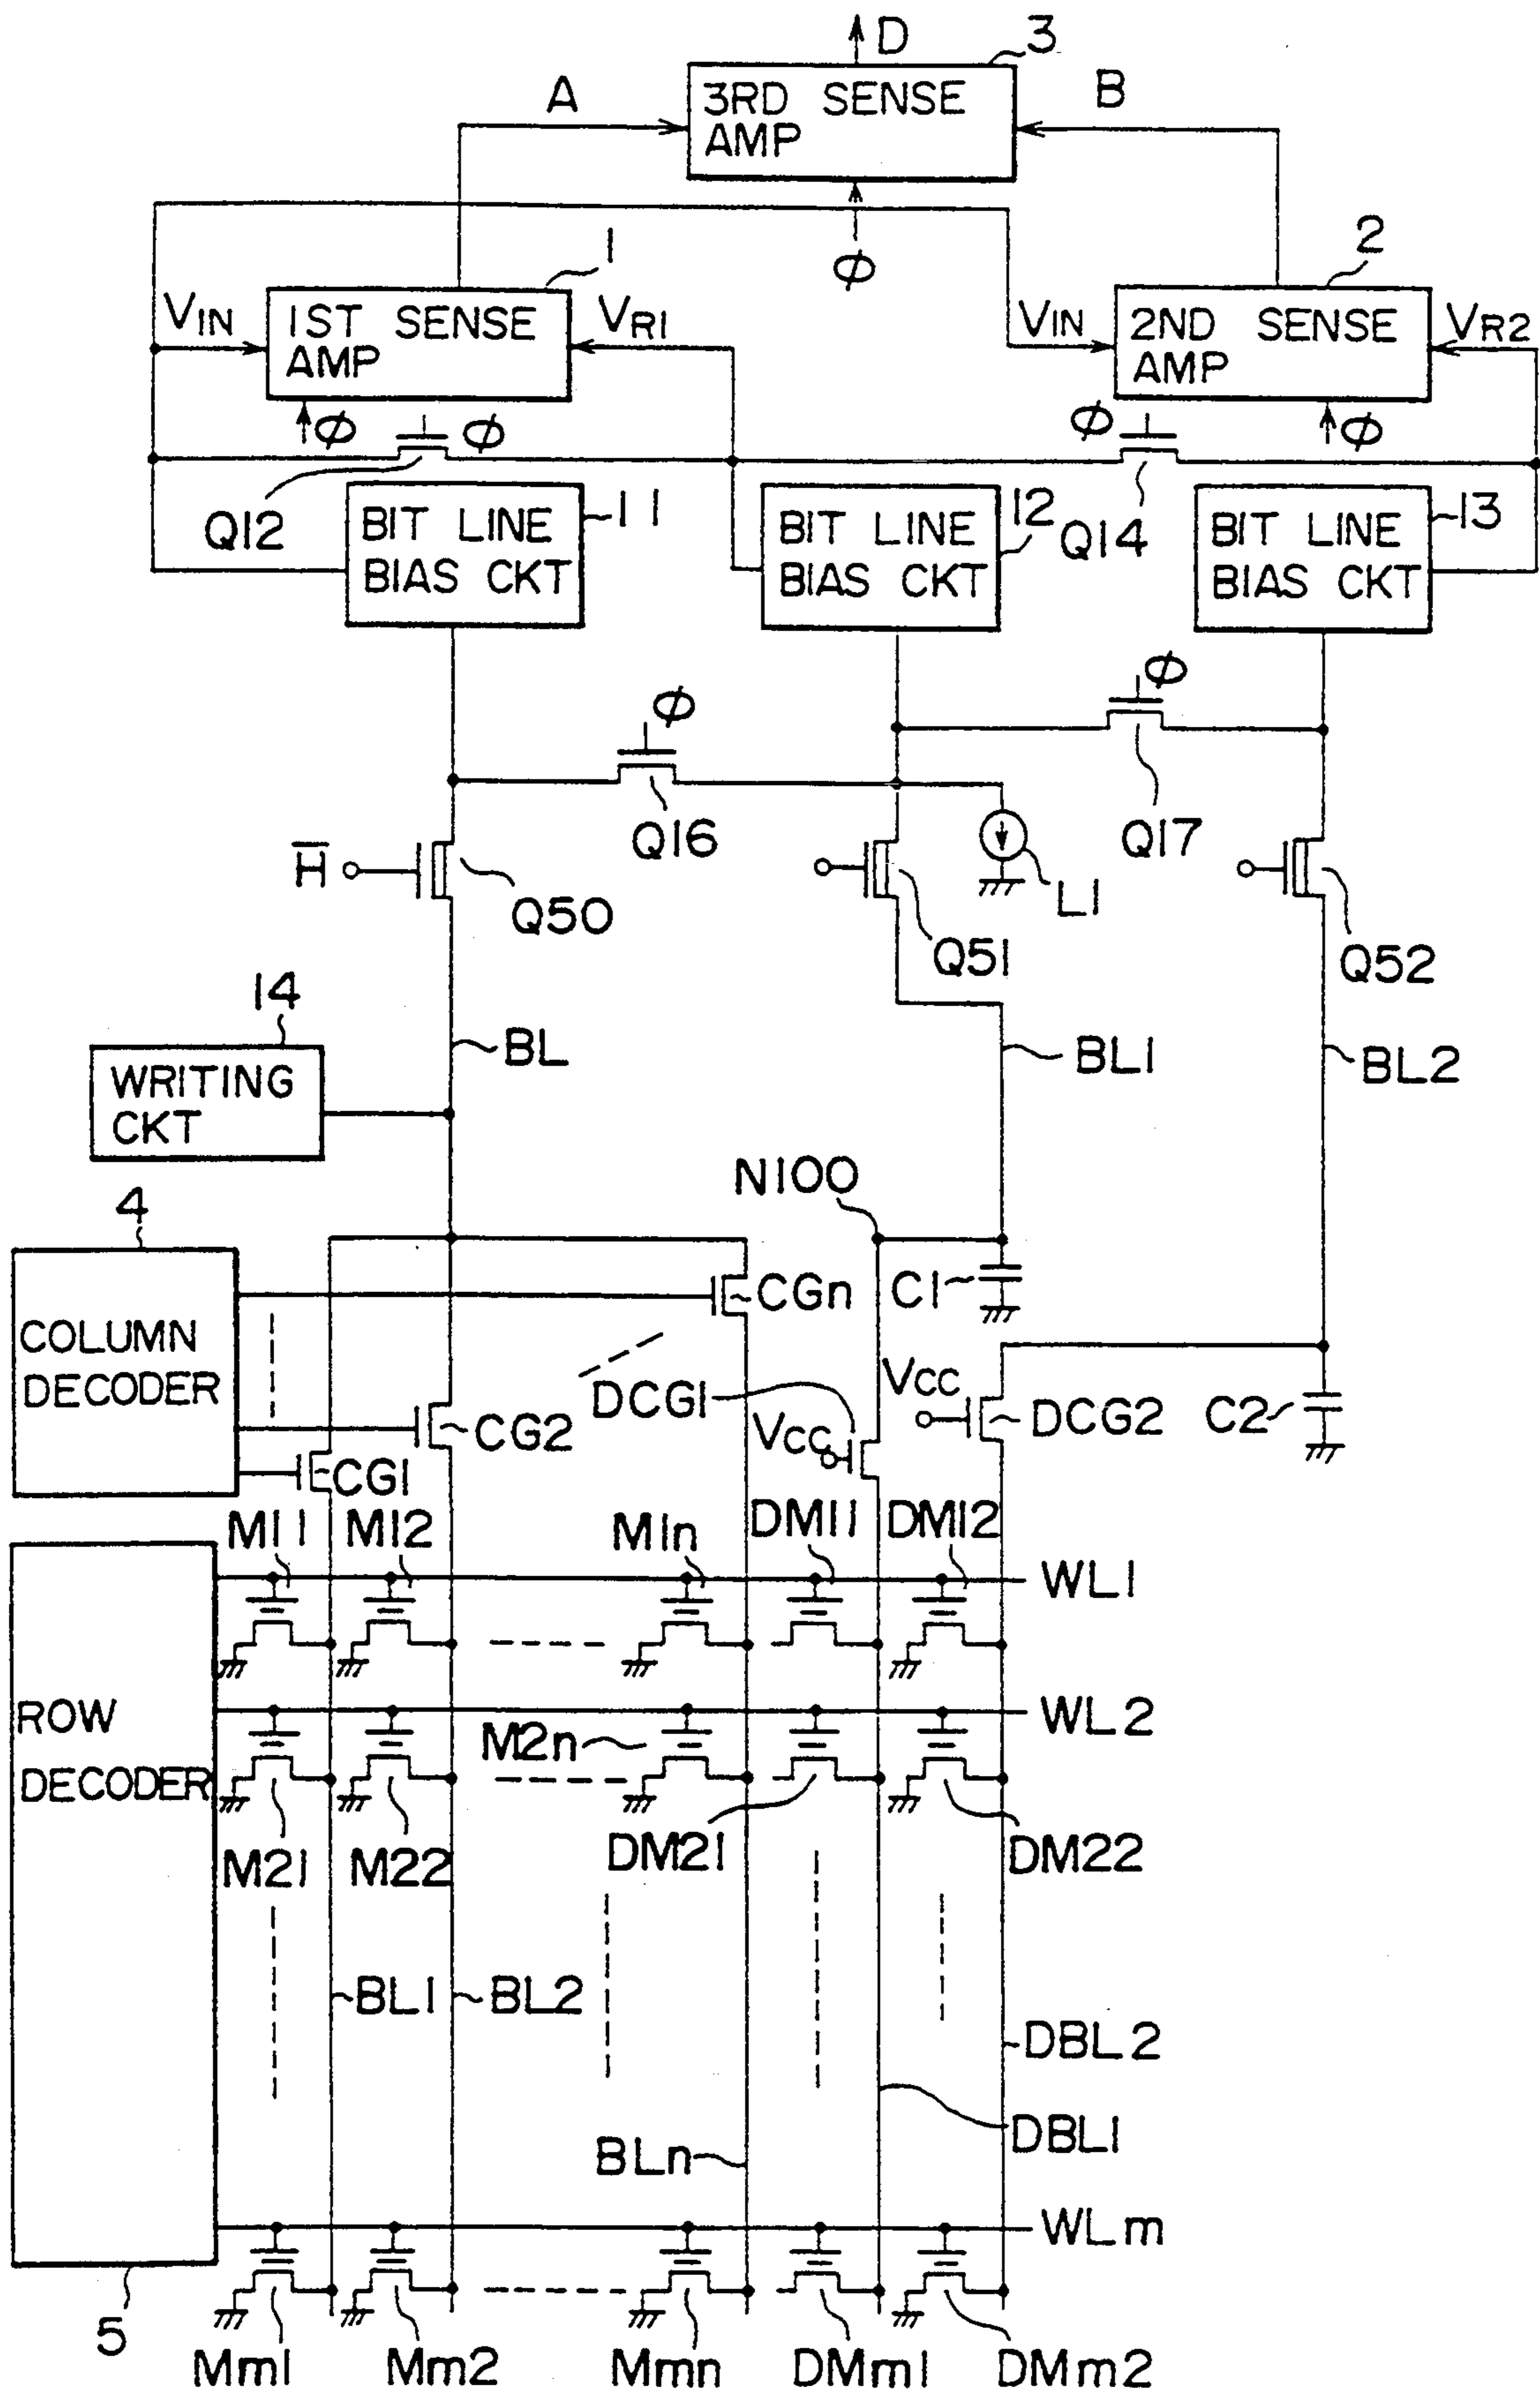 D
3
A
3RD SENSE
AMP
B
Φ
1
2
VIN
1ST SENSE
AMP
VR1
VIN
2ND SENSE
AMP
VR2
Φ
Φ
Φ
Φ
Q12
BIT LINE
BIAS CKT
11
BIT LINE
BIAS CKT
12
Q14
BIT LINE
BIAS CKT
13
Φ
Φ
Q16
Q17
H̅
Q50
Q51
L1
Q52
14
WRITING
CKT
BL
BL1
BL2
N100
4
COLUMN
DECODER
CGn
C1
DCG1
VCC
DCG2
C2
CG2
VCC
CG1
M11
M12
M1n
DM11
DM12
WL1
ROW
DECODER
WL2
M2n
M21
M22
DM21
DM22
BL1
BL2
DBL2
DBL1
BLn
WLm
5
Mm1
Mm2
Mmn
DMm1
DMm2